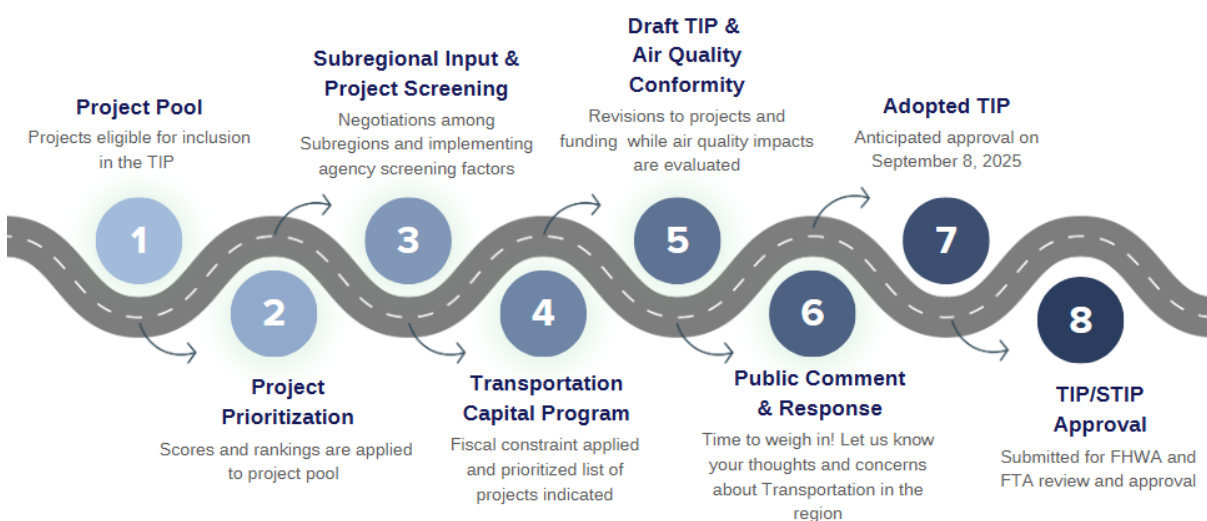 1
Project Pool
Projects eligible for inclusion
in the TIP
2
Project
Prioritization
Scores and rankings are applied
to project pool
3
Subregional Input &
Project Screening
Negotiations among
Subregions and implementing
agency screening factors
4
Transportation
Capital Program
Fiscal constraint applied
and prioritized list of
projects indicated
5
Draft TIP &
Air Quality
Conformity
Revisions to projects and
funding while air quality impacts
are evaluated
6
Public Comment
& Response
Time to weigh in! Let us know
your thoughts and concerns
about Transportation in the
region
7
Adopted TIP
Anticipated approval on
September 8, 2025
8
TIP/STIP
Approval
Submitted for FHWA and
FTA review and approval